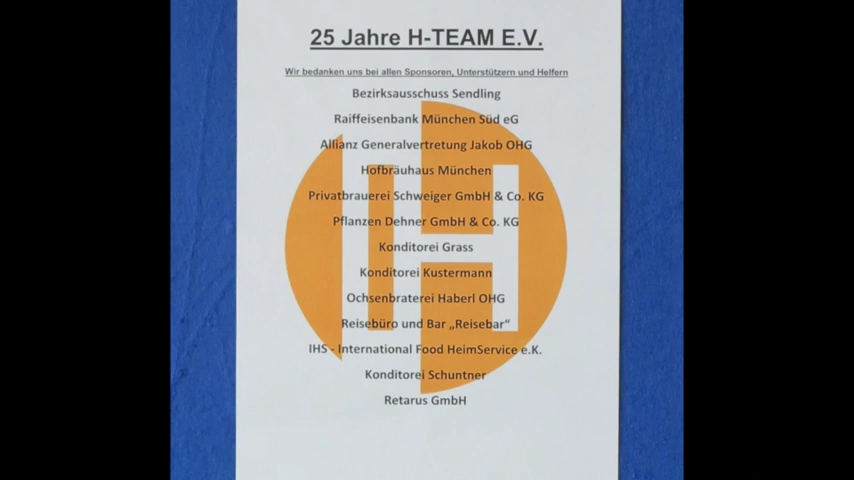 25 Jahre H-TEAM E.V.
Wir bedanken uns bei allen Sponsoren, Unterstützern und Helfern
Bezirksausschuss Sendling
Raiffeisenbank München Süd eG
Allianz Generalvertretung Jakob OHG
Hofbräuhaus München
Privatbrauerei Schweiger GmbH & Co. KG
Pflanzen Dehner GmbH & Co. KG
Konditorei Grass
Konditorei Kustermann
Ochsenbraterei Haberl OHG
Reisebüro und Bar „Reisebar“
IHS - International Food HeimService e.K.
Konditorei Schuntner
Retarus GmbH